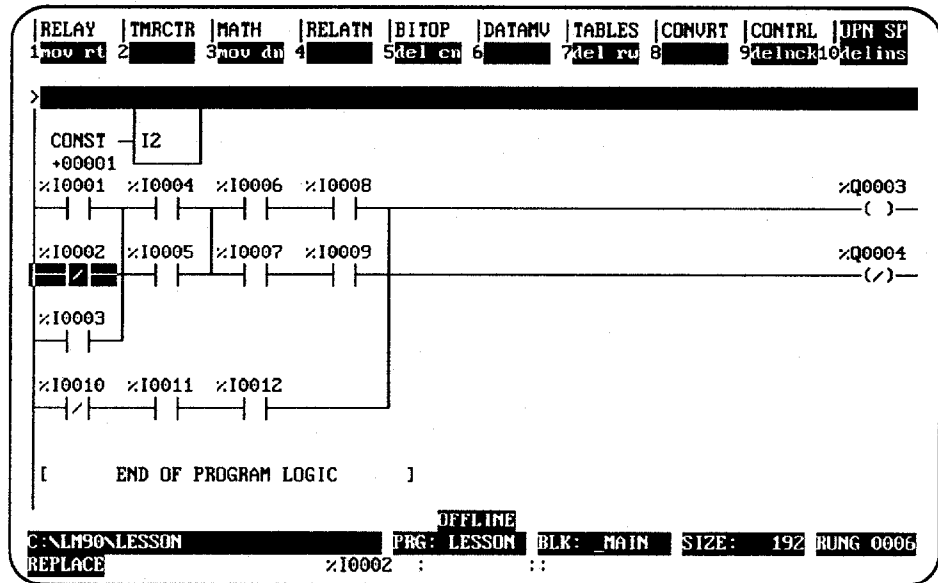 RELAY TMRCTR MATH RELATN BITOP DATAMV TABLES CONVRT CONTRL OPN SP
1mov rt 2 3mov dn 4 5del cn 6 7del rw 8 9delnck10delins
>
CONST I2
+00001
%I0001 %I0004 %I0006 %I0008 %Q0003
%I0002 %I0005 %I0007 %I0009 %Q0004
%I0003
%I0010 %I0011 %I0012
[ END OF PROGRAM LOGIC ]
OFFLINE
C:\LM90\LESSON PRG: LESSON BLK: _MAIN SIZE: 192 RUNG 0006
REPLACE %I0002 : ::